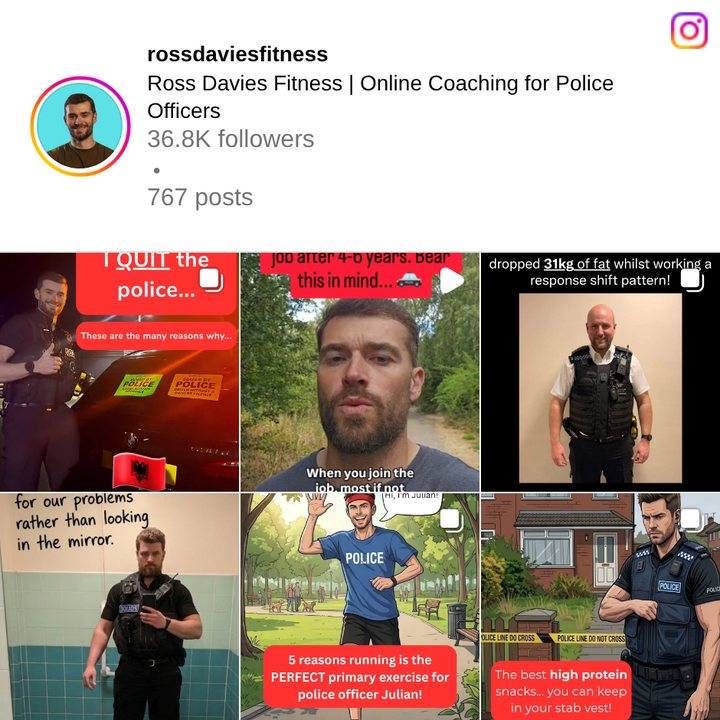 rossdaviesfitness
Ross Davies Fitness | Online Coaching for Police
Officers
36.8K followers
•
767 posts
I QUIT the
police...
These are the many reasons why...
POLICE
POLICE
job after 4-6 years. Bear
this in mind... 🚗
When you join the
job, most if not
dropped 31kg of fat whilst working a
response shift pattern!
for our problems
rather than looking
in the mirror.
Hi, I'm Julian!
POLICE
5 reasons running is the
PERFECT primary exercise for
police officer Julian!
POLICE
POLICE LINE DO CROSS
POLICE LINE DO NOT CROSS
The best high protein
snacks... you can keep
in your stab vest!